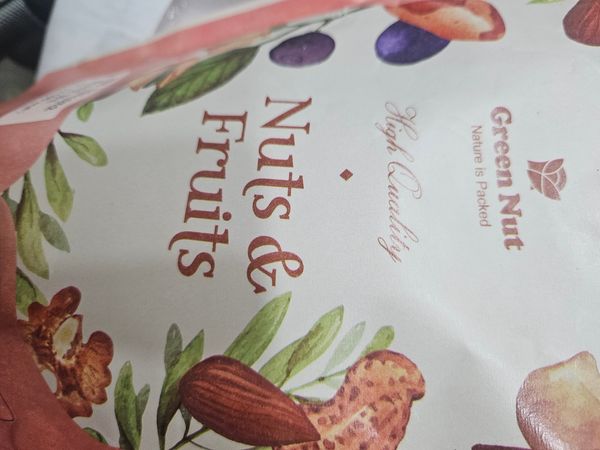 Green Nut
Nature is Packed
High Quality
Nuts &
Fruits